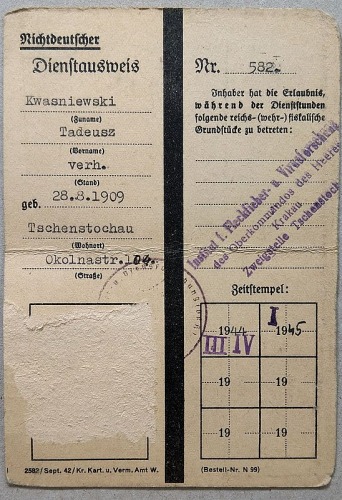 Nichtdeutscher
Dienstausweis
Kwasniewski
(Zuname)
Tadeusz
(Vorname)
verh.
(Stand)
geb. 28.8.1909
Tschenstochau
(Wohnort)
Okolnastr.104.
(Straße)
2582/Sept. 42/Kr. Kart. u. Verm. Amt W.
Nr. 582.
Inhaber hat die Erlaubnis,
während der Dienststunden
folgende reichs-(wehr-)fiskalische
Grundstücke zu betreten:
Institut f. Fleckfieber- u. Virusforschung
des Oberkommandos des Heeres
Krakau
Zweigstelle Tschenstochau
Zeitstempel:
1944 III IV
I 1945
19 19
19 19
(Bestell-Nr. N 99)